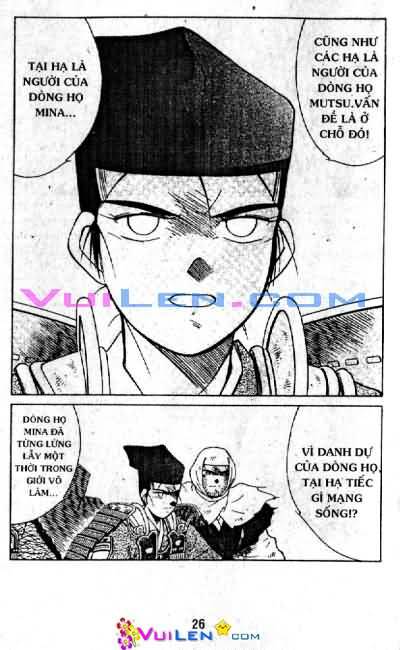 CŨNG NHƯ
CÁC HẠ LÀ
NGƯỜI CỦA
DÒNG HỌ
MUTSU. VẤN
ĐỀ LÀ Ở
CHỖ ĐÓ!
TẠI HẠ LÀ
NGƯỜI CỦA
DÒNG HỌ
MINA...
VuiLen.com
VÌ DANH DỰ
CỦA DÒNG HỌ,
TẠI HẠ TIẾC
GÌ MẠNG
SỐNG!?
DÒNG HỌ
MINA ĐÃ
TỪNG LỪNG
LẪY MỘT
THỜI TRONG
GIỚI VÕ
LÂM...
26
VuiLen.com